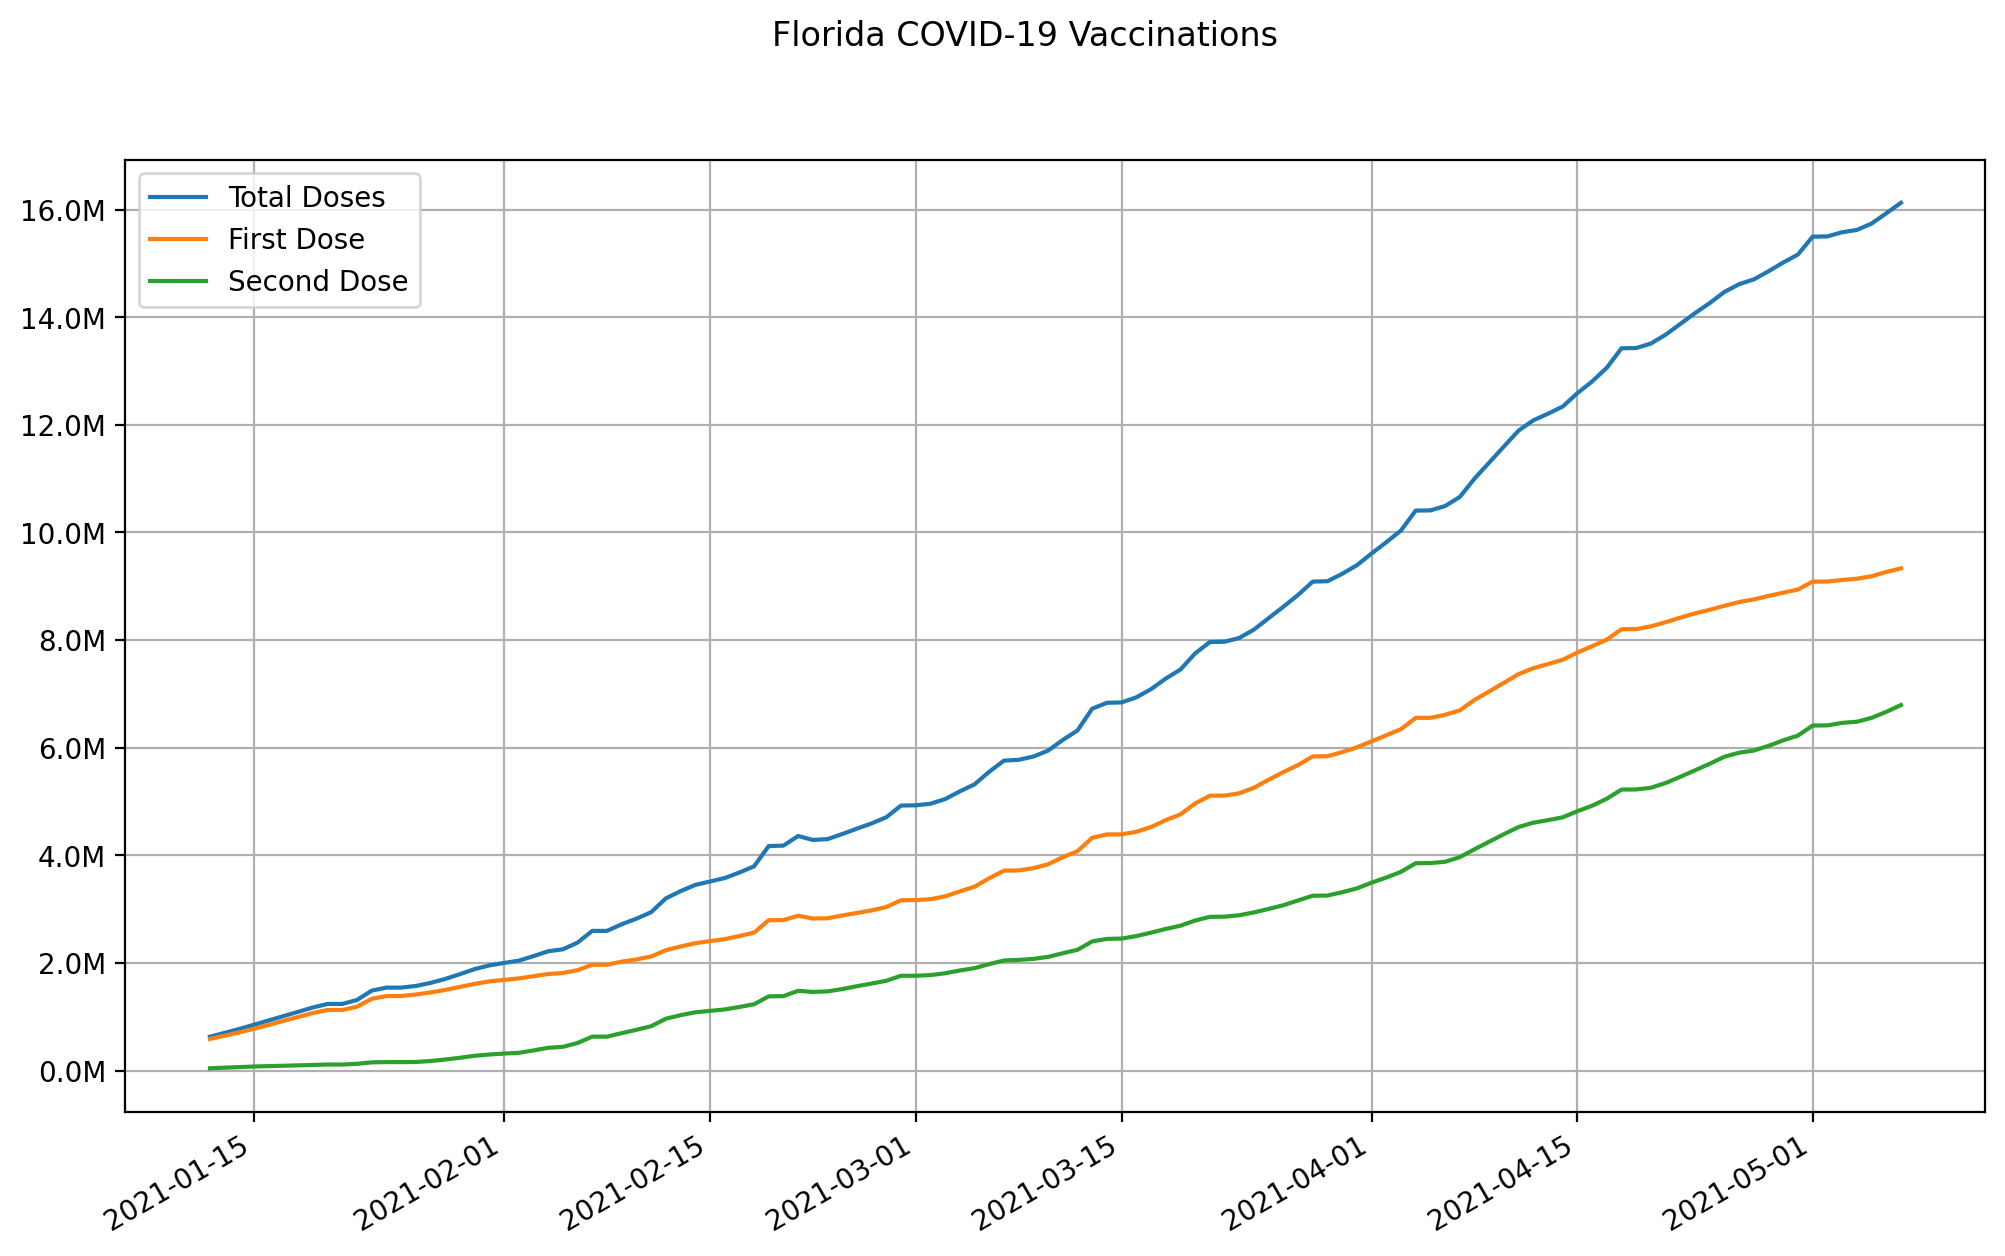 Florida COVID-19 Vaccinations
Total Doses
First Dose
Second Dose
16.0M
14.0M
12.0M
10.0M
8.0M
6.0M
4.0M
2.0M
0.0M
2021-01-15
2021-02-01
2021-02-15
2021-03-01
2021-03-15
2021-04-01
2021-04-15
2021-05-01